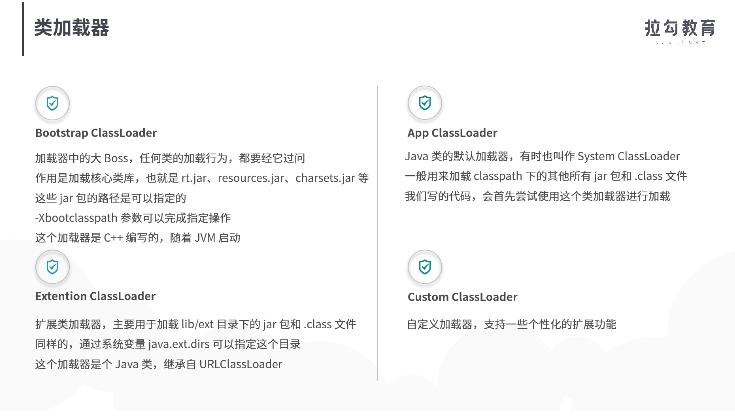 类加载器
拉勾教育
Bootstrap ClassLoader
加载器中的大 Boss，任何类的加载行为，都要经它过问
作用是加载核心类库，也就是 rt.jar、resources.jar、charsets.jar 等
这些 jar 包的路径是可以指定的
-Xbootclasspath 参数可以完成指定操作
这个加载器是 C++ 编写的，随着 JVM 启动
Extention ClassLoader
扩展类加载器，主要用于加载 lib/ext 目录下的 jar 包和 .class 文件
同样的，通过系统变量 java.ext.dirs 可以指定这个目录
这个加载器是个 Java 类，继承自 URLClassLoader
App ClassLoader
Java 类的默认加载器，有时也叫作 System ClassLoader
一般用来加载 classpath 下的其他所有 jar 包和 .class 文件
我们写的代码，会首先尝试使用这个类加载器进行加载
Custom ClassLoader
自定义加载器，支持一些个性化的扩展功能